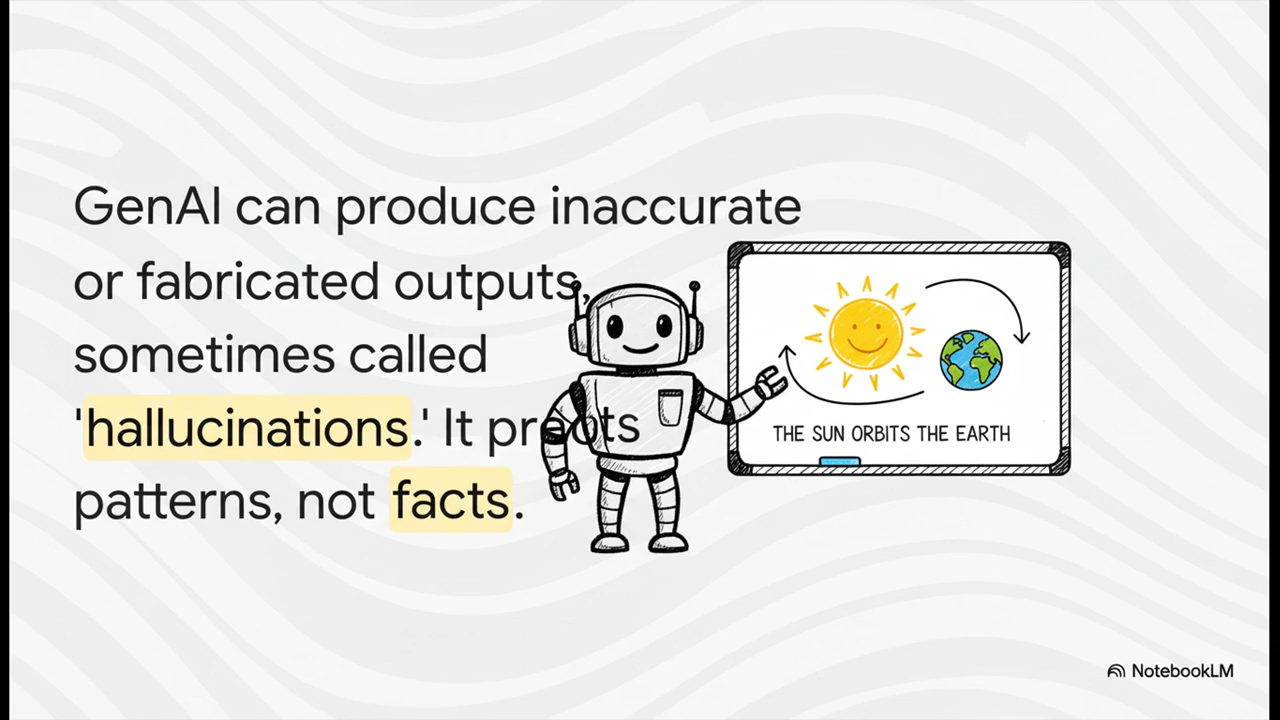 GenAI can produce inaccurate
or fabricated outputs,
sometimes called
'hallucinations.' It
patterns, not facts.
THE SUN ORBITS THE EARTH
NotebookLM